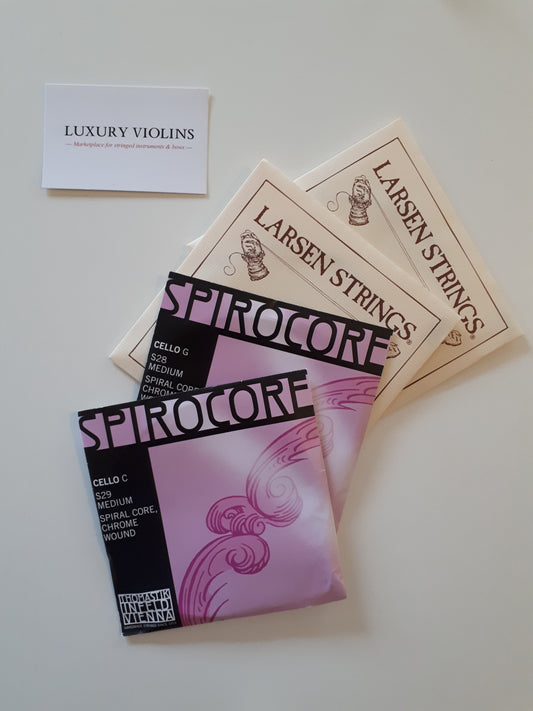 LUXURY VIOLINS
— Marketplace for stringed instruments & bows —
LARSEN STRINGS®
LARSEN STRINGS®
SPIROCORE
CELLO G
S28
MEDIUM
SPIRAL CORE,
CHROME
SPIROCORE
CELLO C
S29
MEDIUM
SPIRAL CORE,
CHROME
WOUND
THOMASTIK
INFELD
VIENNA